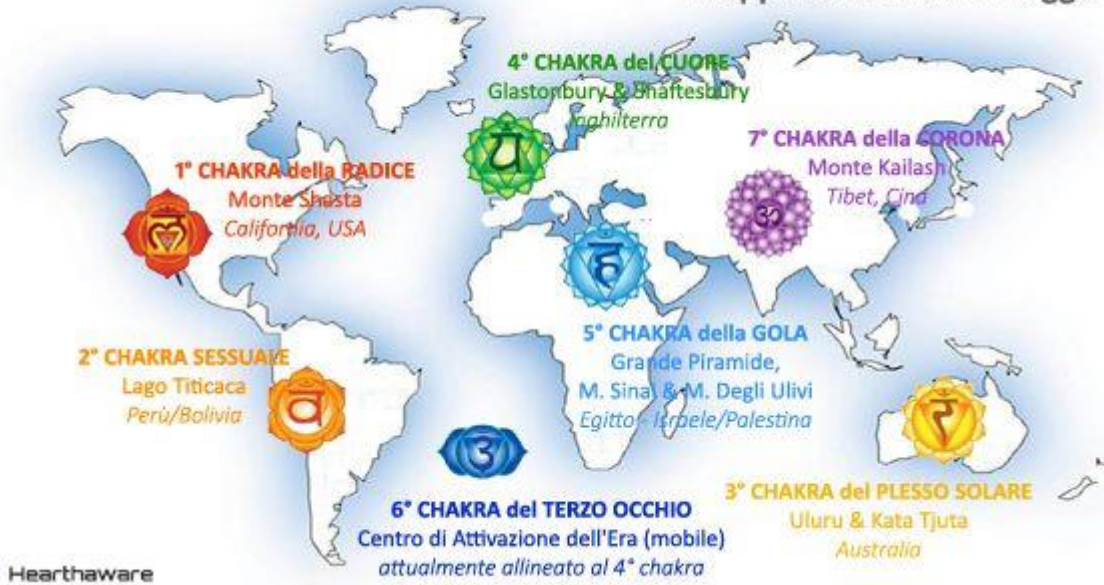 4° CHAKRA del CUORE
Glastonbury & Shaftesbury
Inghilterra
7° CHAKRA della CORONA
Monte Kailash
Tibet, Cina
1° CHAKRA della RADICE
Monte Shasta
California, USA
5° CHAKRA della GOLA
Grande Piramide,
M. Sinai & M. Degli Ulivi
Egitto - Israele/Palestina
2° CHAKRA SESSUALE
Lago Titicaca
Perù/Bolivia
6° CHAKRA del TERZO OCCHIO
Centro di Attivazione dell'Era (mobile)
attualmente allineato al 4° chakra
3° CHAKRA del PLESSO SOLARE
Uluru & Kata Tjuta
Australia
Hearthaware